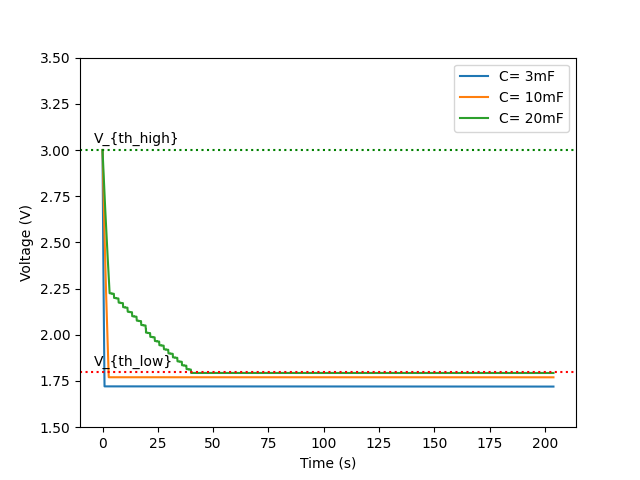 3.50
3.25
3.00
2.75
2.50
2.25
2.00
1.75
1.50
Voltage (V)
C= 3mF
C= 10mF
C= 20mF
V_{th_high}
V_{th_low}
0
25
50
75
100
125
150
175
200
Time (s)